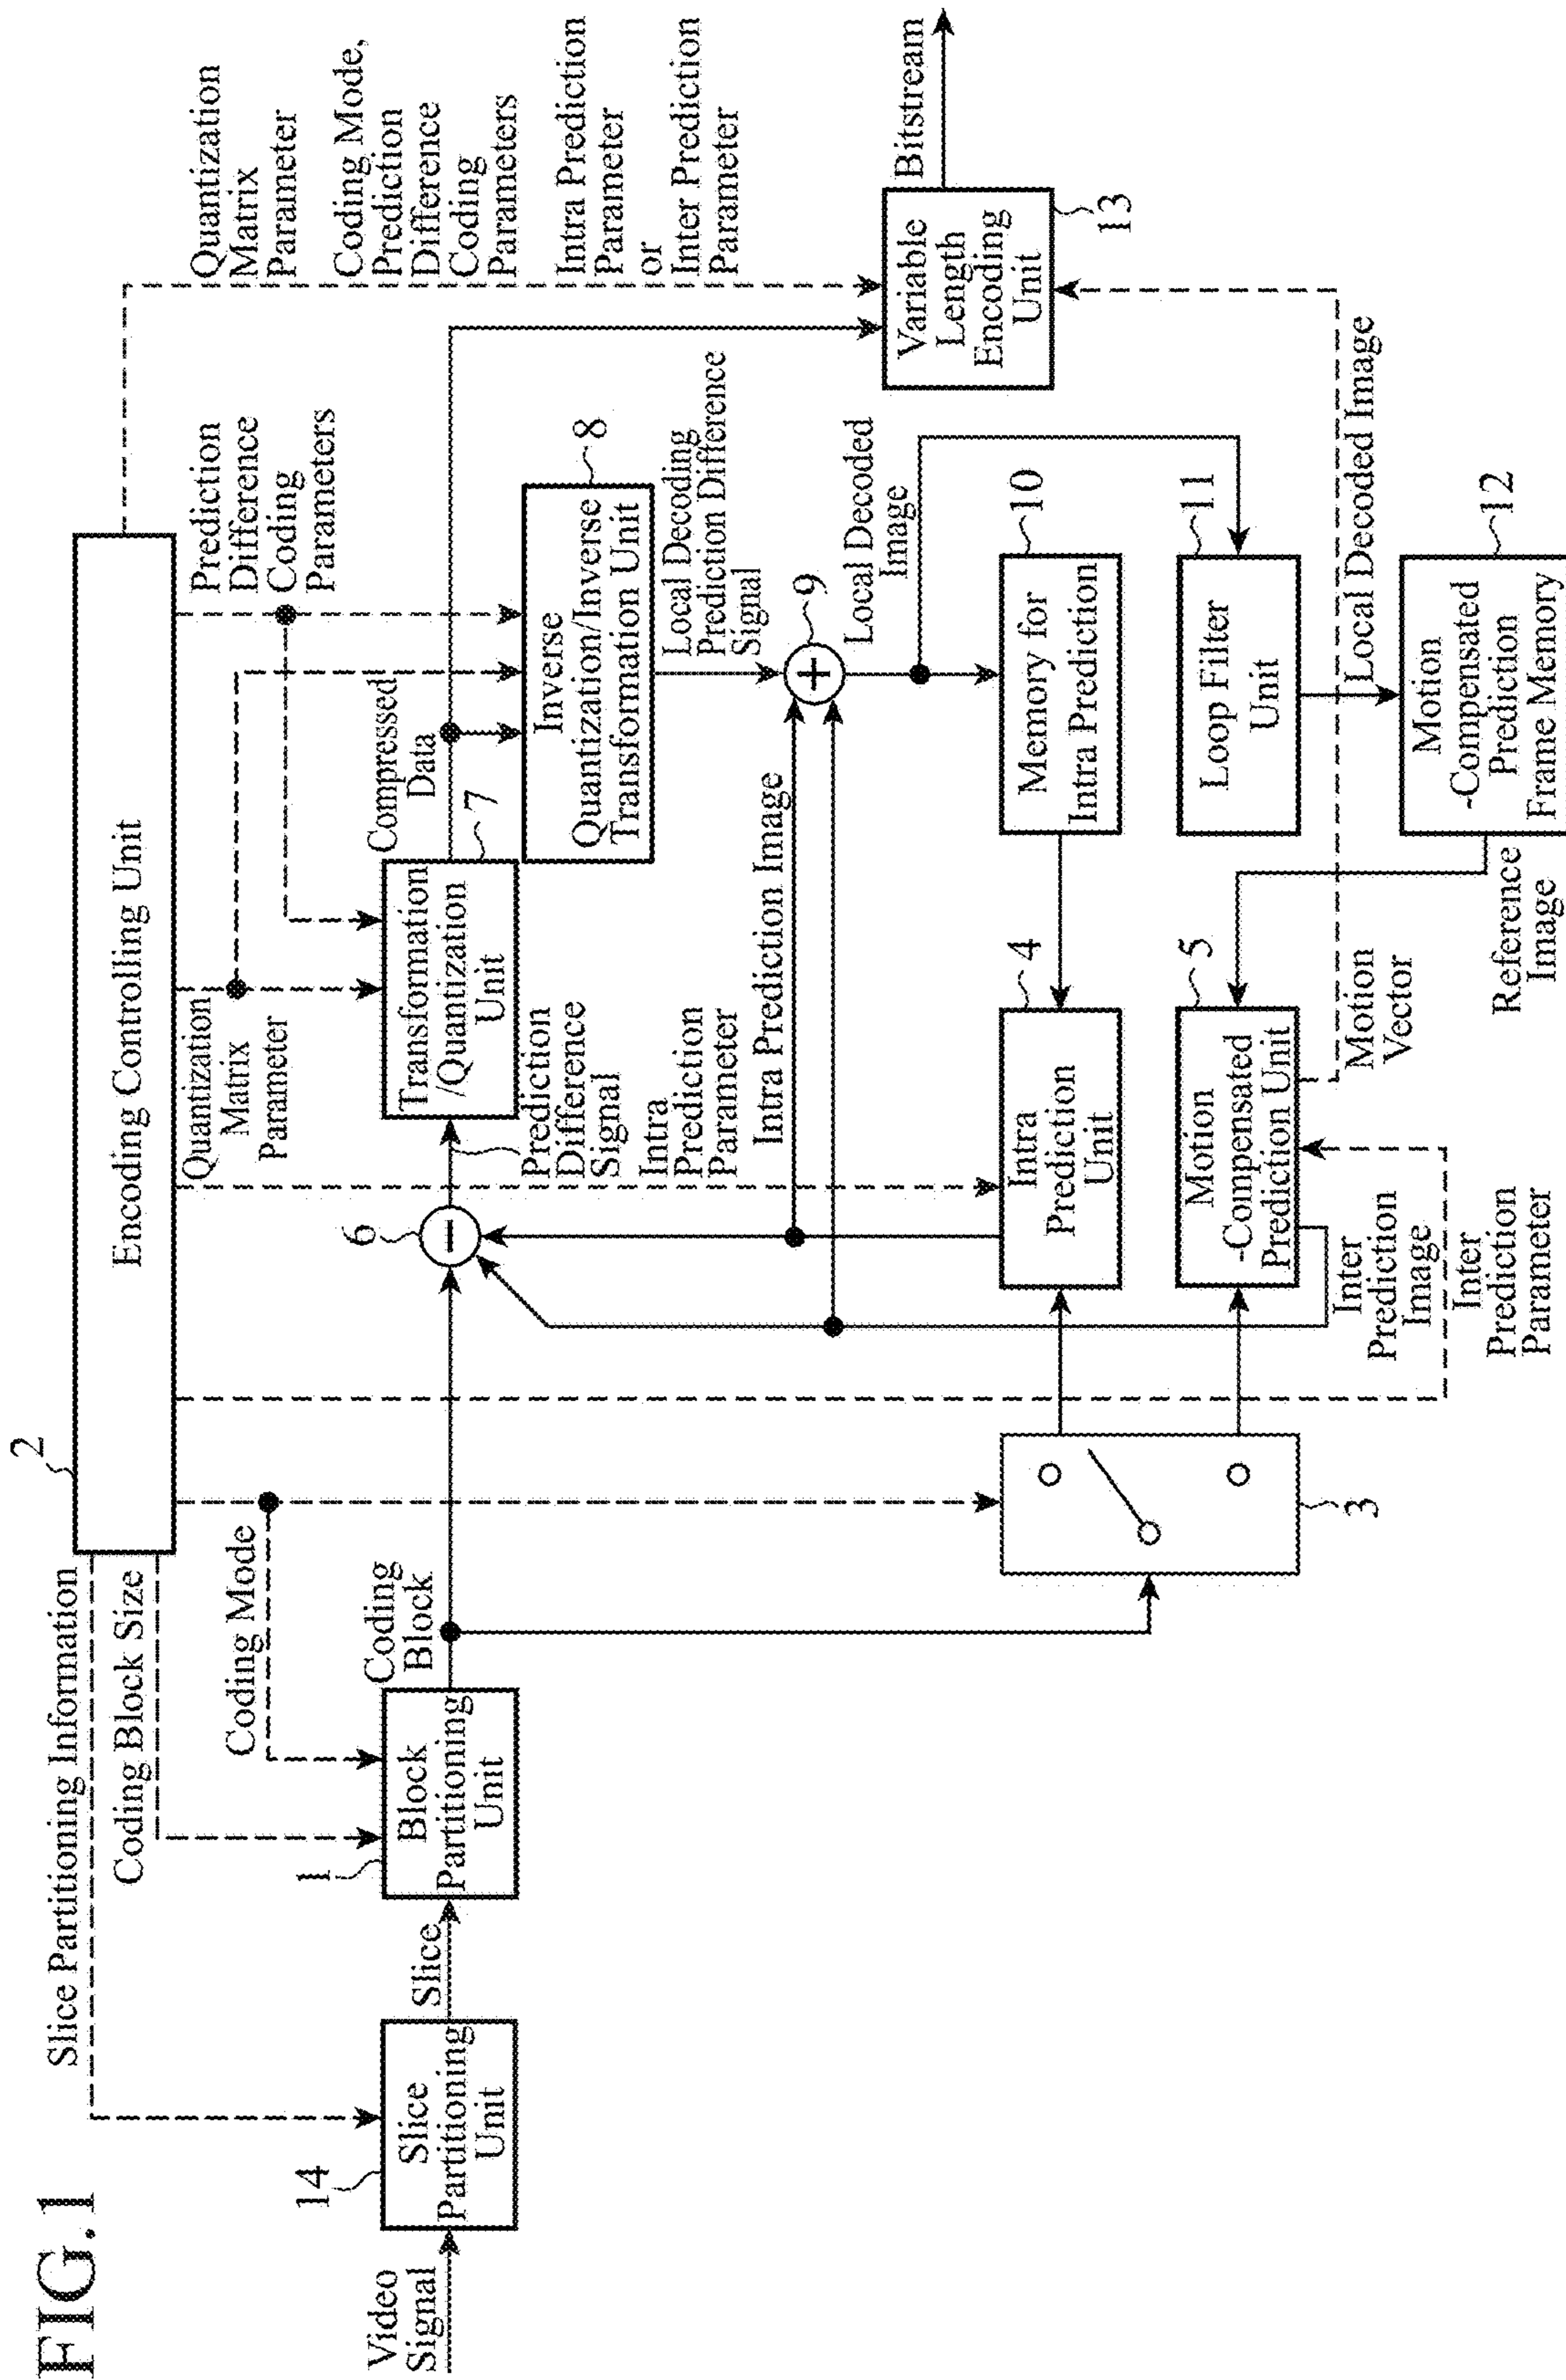 FIG.1
2
Encoding Controlling Unit
Slice Partitioning Information
Coding Block Size
Coding Mode
Quantization
Matrix
Parameter
Prediction
Difference
Coding
Parameters
Quantization
Matrix
Parameter
Coding Mode,
Prediction
Difference
Coding
Parameters
Intra Prediction
Parameter
or
Inter Prediction
Parameter
Video
Signal
14
Slice
Partitioning
Unit
Slice
1
Block
Partitioning
Unit
Coding
Block
6
−
Prediction
Difference
Signal
Transformation
/Quantization
Unit
7
Compressed
Data
Inverse
Quantization/Inverse
Transformation Unit
8
Local Decoding
Prediction Difference
Signal
Intra
Prediction
Parameter
Intra Prediction Image
+
9
Local Decoded
Image
Variable
Length
Encoding
Unit
13
Bitstream
3
Intra
Prediction
Unit
4
Memory for
Intra Prediction
10
Motion
-Compensated
Prediction Unit
5
Loop Filter
Unit
11
Inter
Prediction
Image
Inter
Prediction
Parameter
Motion
Vector
Reference
Image
Local Decoded Image
Motion
-Compensated
Prediction
Frame Memory
12